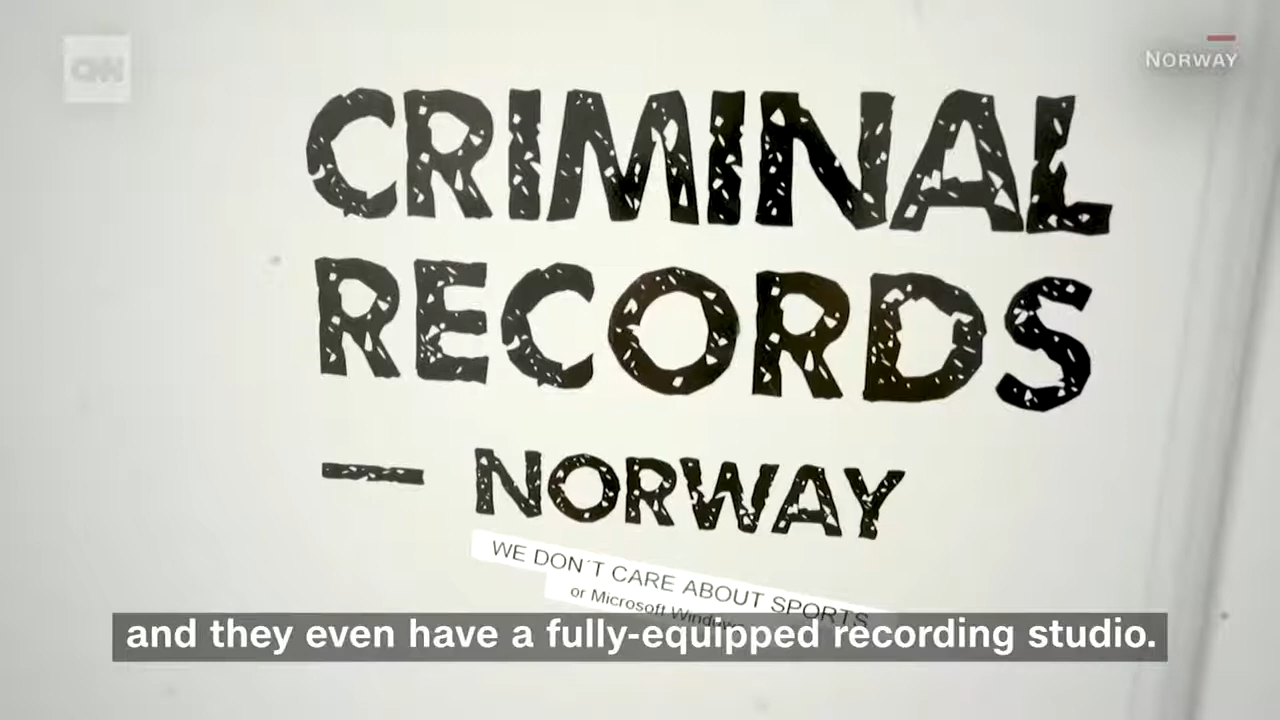 CNN
NORWAY
CRIMINAL
RECORDS
— NORWAY
WE DON´T CARE ABOUT SPORTS
or Microsoft Windows
and they even have a fully-equipped recording studio.